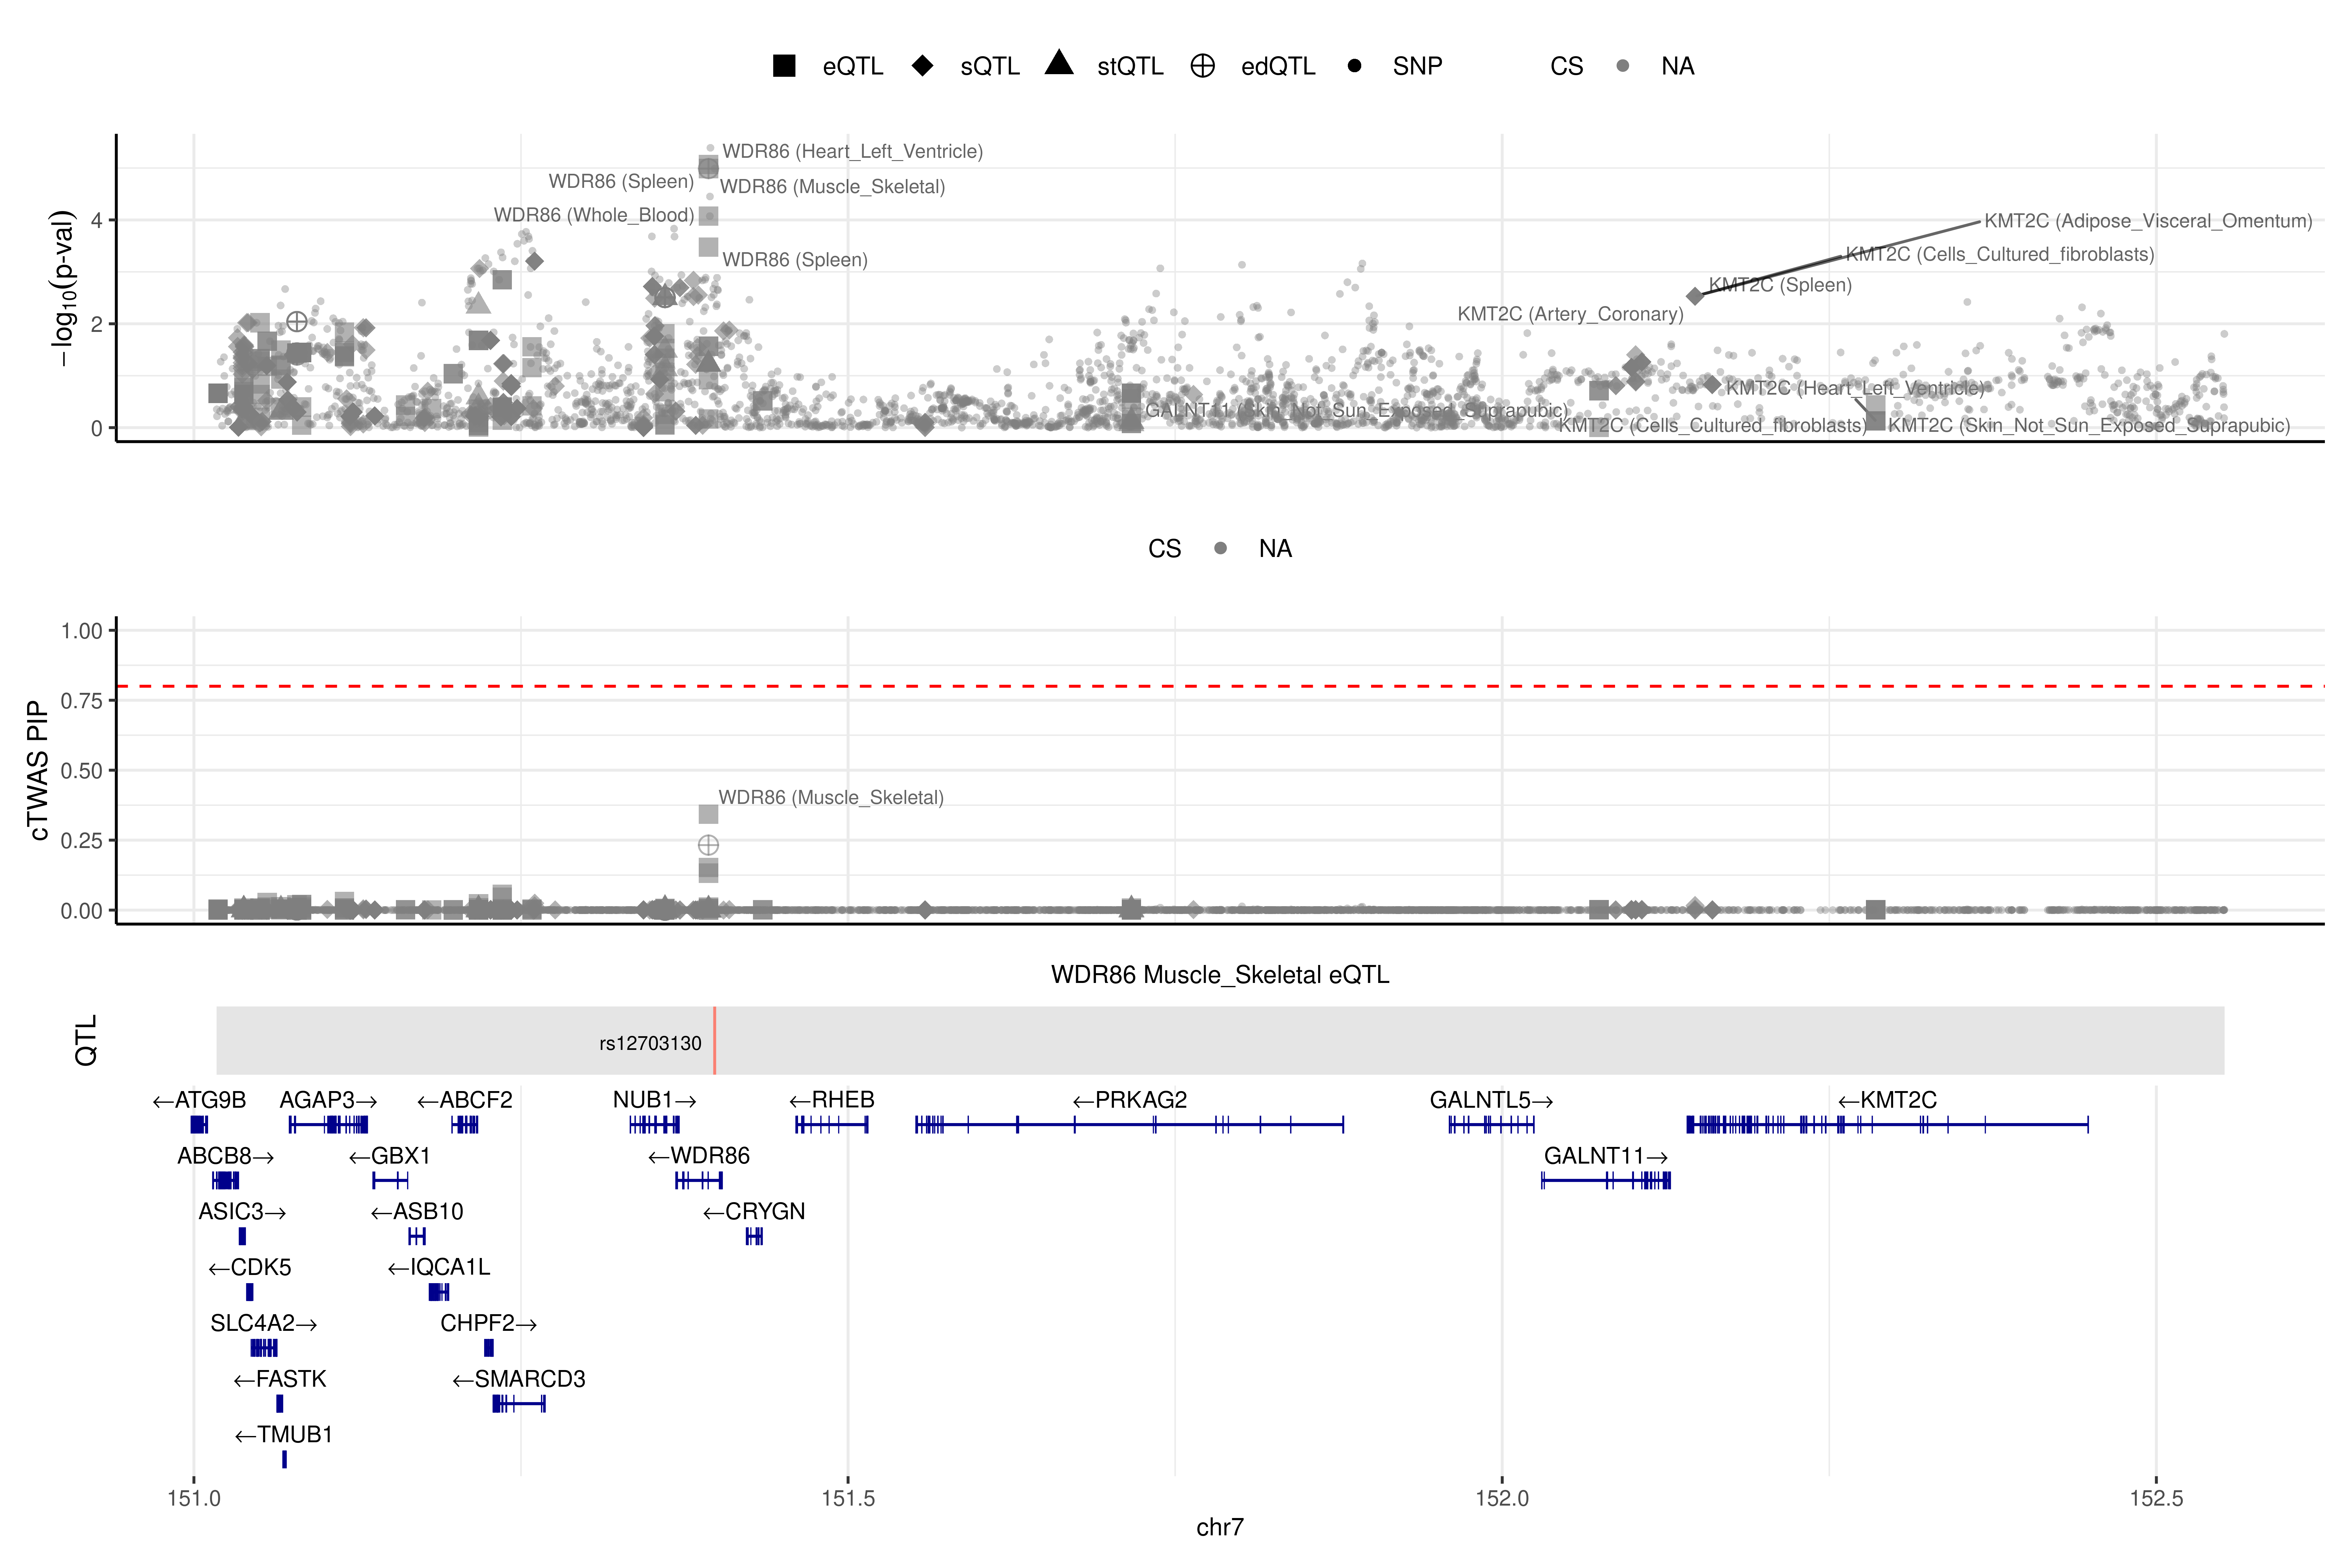 eQTL sQTL stQTL edQTL SNP CS NA
−log10(p-val)
4
2
0
WDR86 (Heart_Left_Ventricle)
WDR86 (Spleen)
WDR86 (Muscle_Skeletal)
WDR86 (Whole_Blood)
WDR86 (Spleen)
KMT2C (Adipose_Visceral_Omentum)
KMT2C (Cells_Cultured_fibroblasts)
KMT2C (Spleen)
KMT2C (Artery_Coronary)
KMT2C (Heart_Left_Ventricle)
GALNT11 (Skin_Not_Sun_Exposed_Suprapubic)
KMT2C (Cells_Cultured_fibroblasts)
KMT2C (Skin_Not_Sun_Exposed_Suprapubic)
CS NA
cTWAS PIP
1.00
0.75
0.50
0.25
0.00
WDR86 (Muscle_Skeletal)
WDR86 Muscle_Skeletal eQTL
QTL
rs12703130
←ATG9B AGAP3→ ←ABCF2 NUB1→ ←RHEB ←PRKAG2 GALNTL5→ ←KMT2C
ABCB8→ ←GBX1 ←WDR86 GALNT11→
ASIC3→ ←ASB10 ←CRYGN
←CDK5 ←IQCA1L
SLC4A2→ CHPF2→
←FASTK ←SMARCD3
←TMUB1
151.0 151.5 152.0 152.5
chr7